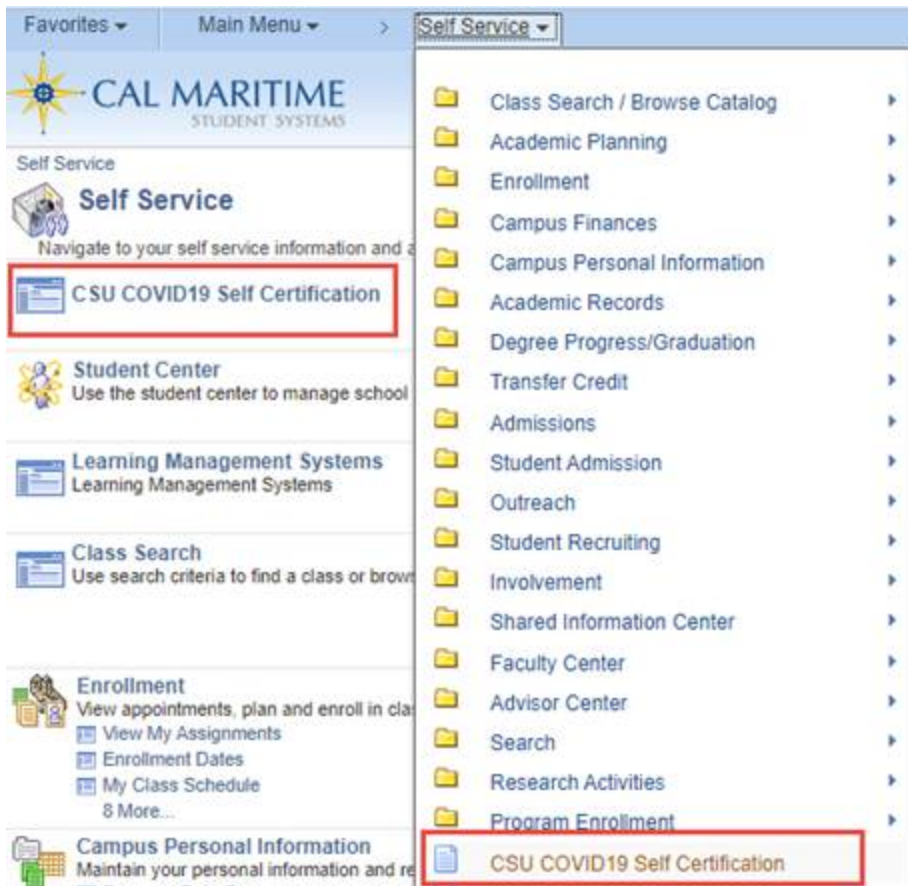 Favorites Main Menu > Self Service
CAL MARITIME
STUDENT SYSTEMS
Self Service
Self Service
Navigate to your self service information and a
CSU COVID19 Self Certification
Student Center
Use the student center to manage school
Learning Management Systems
Learning Management Systems
Class Search
Use search criteria to find a class or brow
Enrollment
View appointments, plan and enroll in cla
View My Assignments
Enrollment Dates
My Class Schedule
8 More...
Campus Personal Information
Maintain your personal information and re
Class Search / Browse Catalog
Academic Planning
Enrollment
Campus Finances
Campus Personal Information
Academic Records
Degree Progress/Graduation
Transfer Credit
Admissions
Student Admission
Outreach
Student Recruiting
Involvement
Shared Information Center
Faculty Center
Advisor Center
Search
Research Activities
Program Enrollment
CSU COVID19 Self Certification